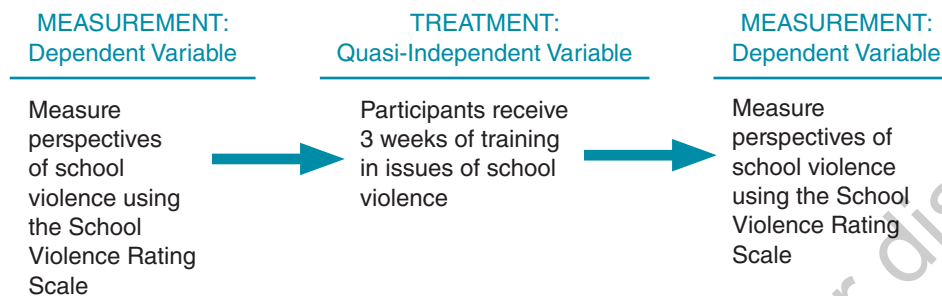 MEASUREMENT:
Dependent Variable
Measure
perspectives
of school
violence using
the School
Violence Rating
Scale
TREATMENT:
Quasi-Independent Variable
Participants receive
3 weeks of training
in issues of school
violence
MEASUREMENT:
Dependent Variable
Measure
perspectives of
school violence
using the School
Violence Rating
Scale